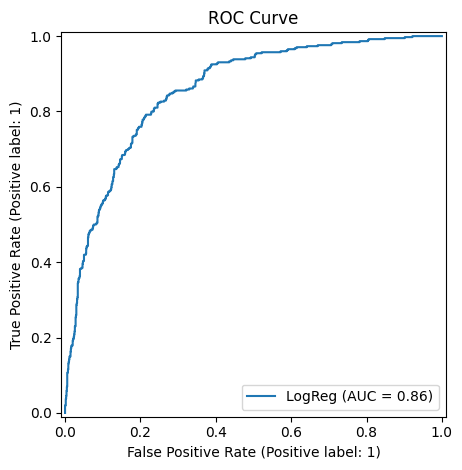 ROC Curve
True Positive Rate (Positive label: 1)
1.0
0.8
0.6
0.4
0.2
0.0
0.0 0.2 0.4 0.6 0.8 1.0
False Positive Rate (Positive label: 1)
LogReg (AUC = 0.86)